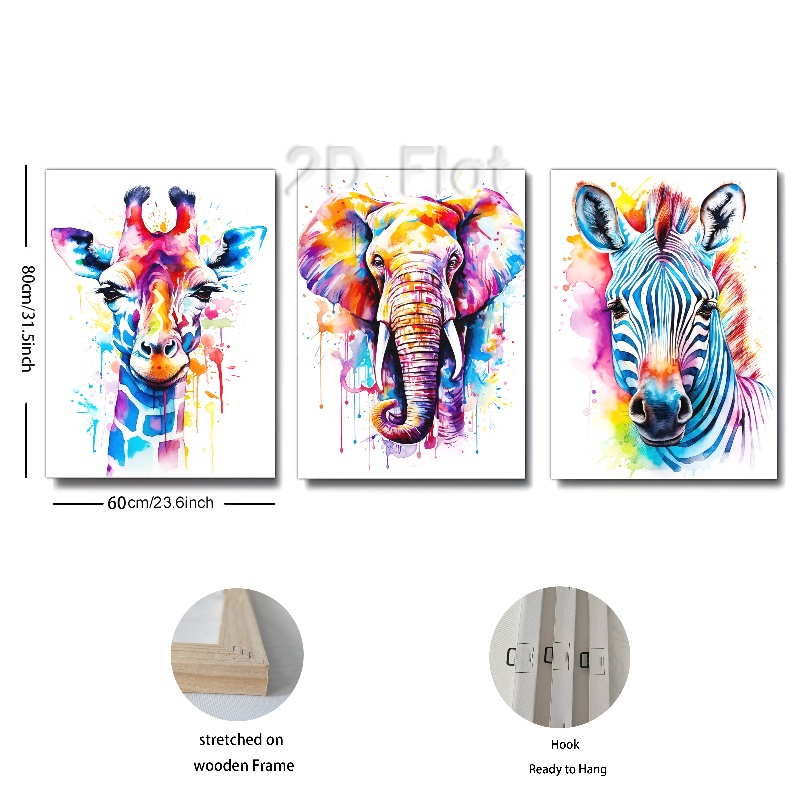 2D Flat
80cm/31.5inch
60cm/23.6inch
stretched on
wooden Frame
Hook
Ready to Hang